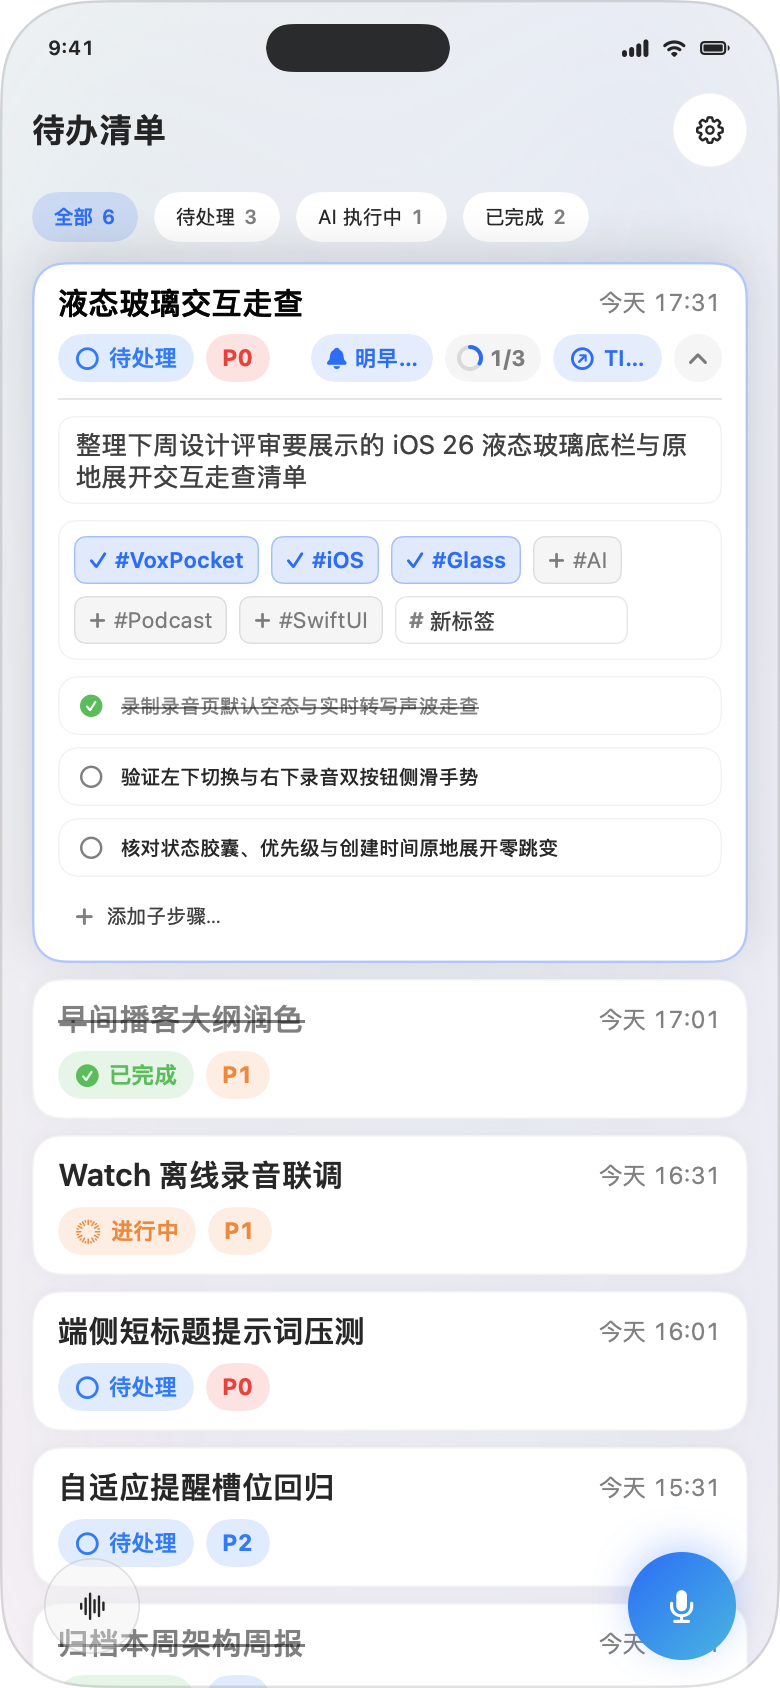 9:41
待办清单
全部 6 待处理 3 AI 执行中 1 已完成 2
液态玻璃交互走查 今天 17:31
待处理 P0 明早... 1/3 TI...
整理下周设计评审要展示的 iOS 26 液态玻璃底栏与原
地展开交互走查清单
#VoxPocket #iOS #Glass + #AI
+ #Podcast + #SwiftUI # 新标签
录制录音页默认空态与实时转写声波走查
验证左下切换与右下录音双按钮侧滑手势
核对状态胶囊、优先级与创建时间原地展开零跳变
+ 添加子步骤...
早间播客大纲润色 今天 17:01
已完成 P1
Watch 离线录音联调 今天 16:31
进行中 P1
端侧短标题提示词压测 今天 16:01
待处理 P0
自适应提醒槽位回归 今天 15:31
待处理 P2
归档本周架构周报 今天